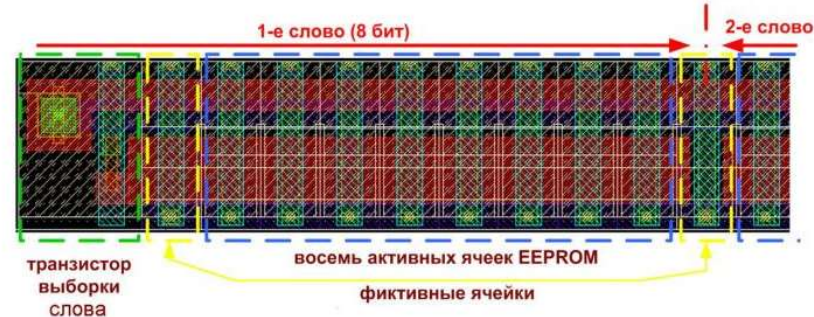 1-е слово (8 бит)
2-е слово
восемь активных ячеек EEPROM
транзистор
выборки
слова
фиктивные ячейки